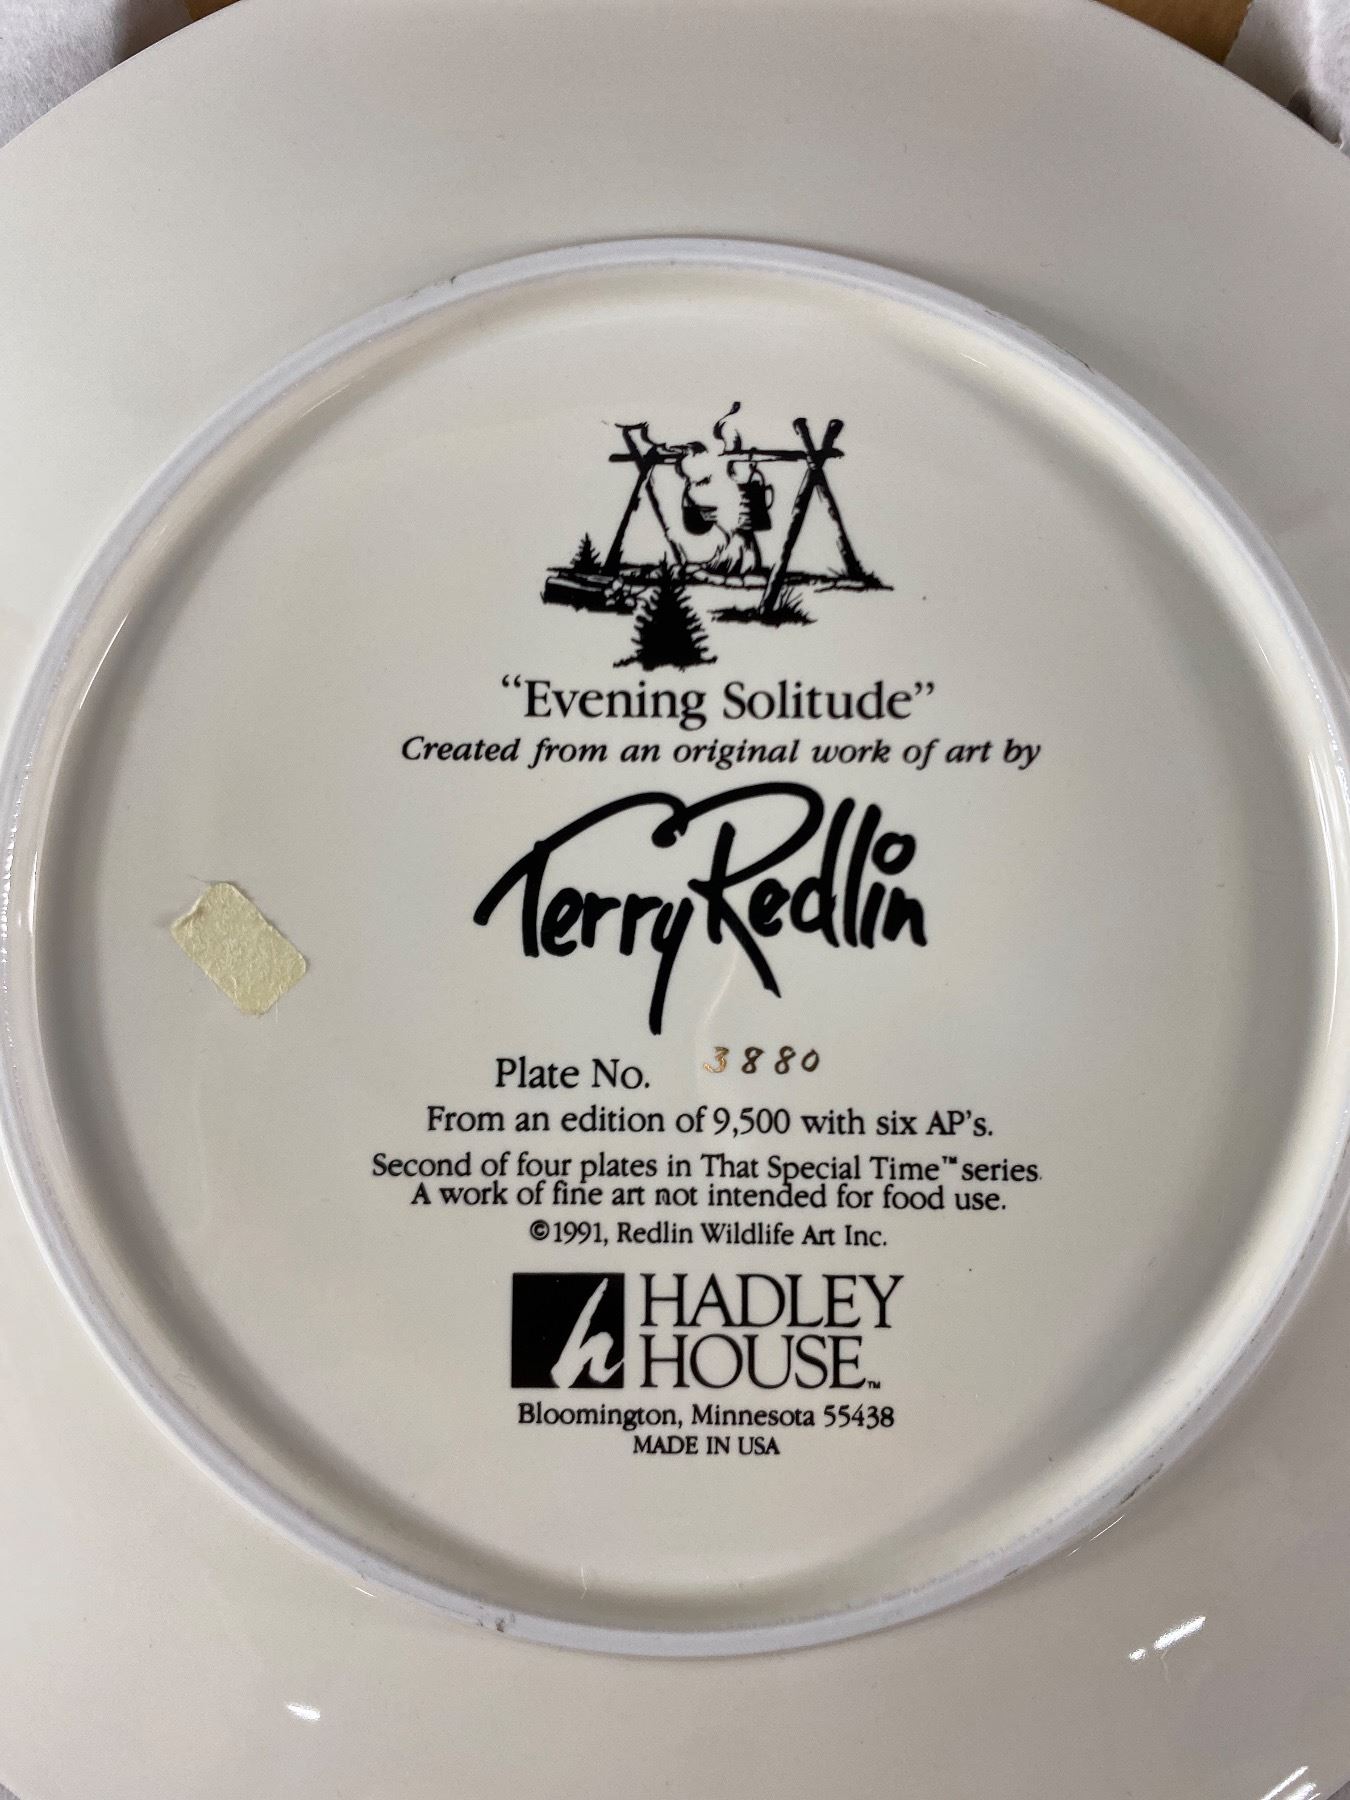 “Evening Solitude”
Created from an original work of art by
Terry Redlin
Plate No. 3880
From an edition of 9,500 with six AP's.
Second of four plates in That Special Time™ series.
A work of fine art not intended for food use.
©1991, Redlin Wildlife Art Inc.
h HADLEY
HOUSE™
Bloomington, Minnesota 55438
MADE IN USA